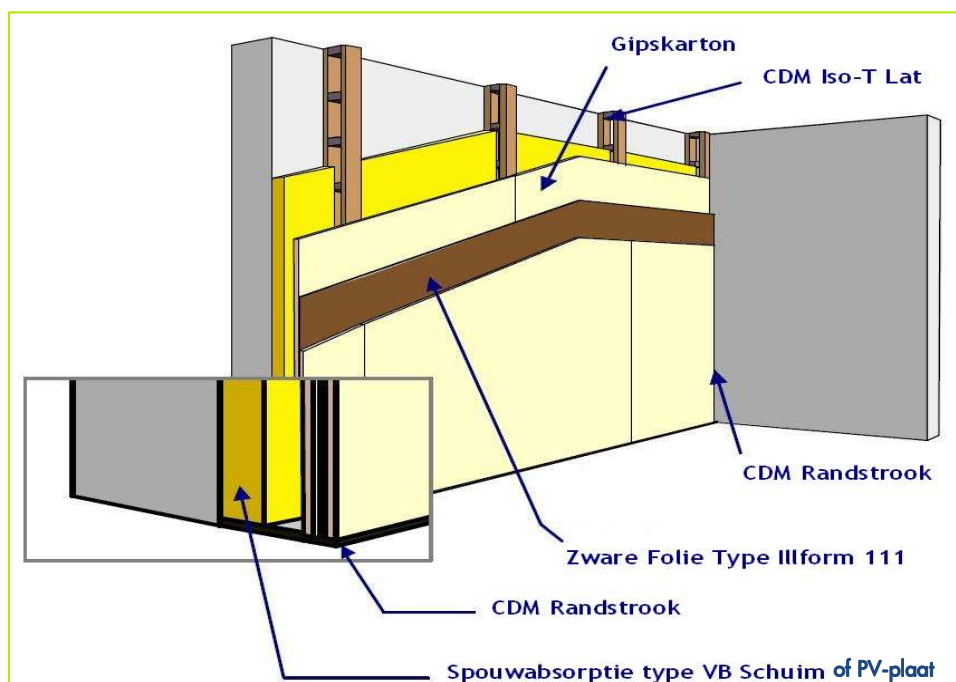 Gipskarton
CDM Iso-T Lat
CDM Randstrook
Zware Folie Type Illform 111
CDM Randstrook
Spouwabsorptie type VB Schuim of PV-plaat